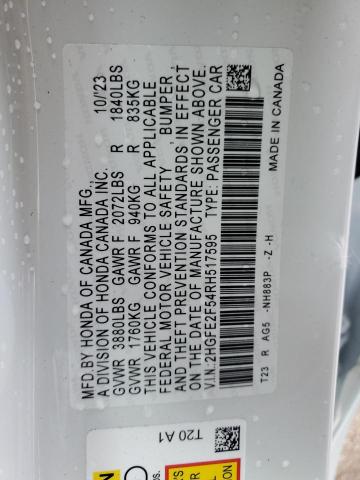 MFD.BY HONDA OF CANADA MFG., 10/23
A DIVISION OF HONDA CANADA INC.
GVWR 3880LBS GAWR F 2072LBS R 1840LBS
GVWR 1760KG GAWR F 940KG R 835KG
THIS VEHICLE CONFORMS TO ALL APPLICABLE
FEDERAL MOTOR VEHICLE SAFETY, BUMPER,
AND THEFT PREVENTION STANDARDS IN EFFECT
ON THE DATE OF MANUFACTURE SHOWN ABOVE.
V.I.N.:2HGFE2F54RH517595 TYPE: PASSENGER CAR
T23 R AG5 -NH883P -Z -H MADE IN CANADA
T20 A1